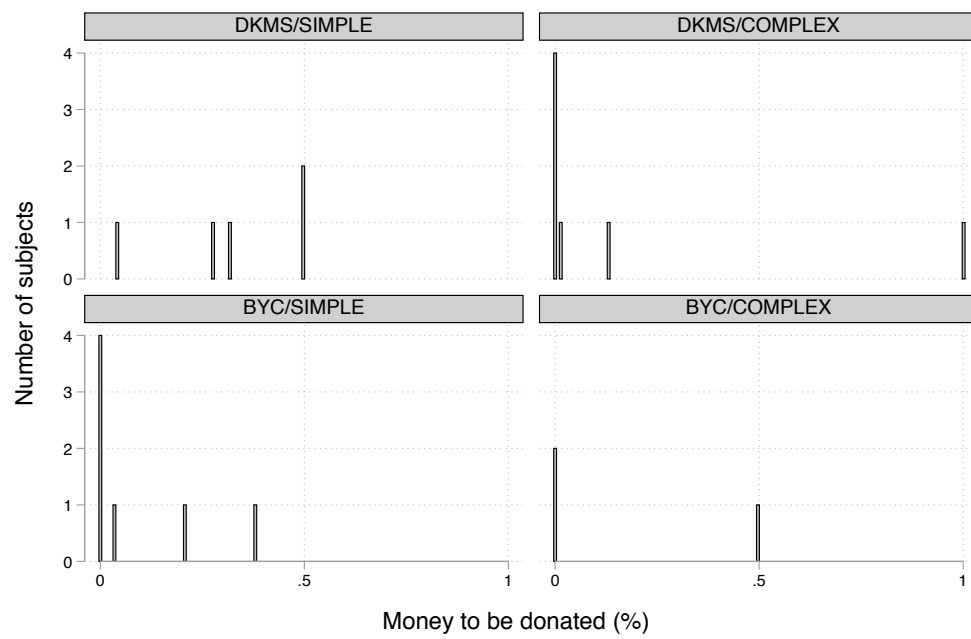 DKMS/SIMPLE
DKMS/COMPLEX
4
3
2
1
0
BYC/SIMPLE
BYC/COMPLEX
4
3
2
1
0
0 .5 1
0 .5 1
Number of subjects
Money to be donated (%)